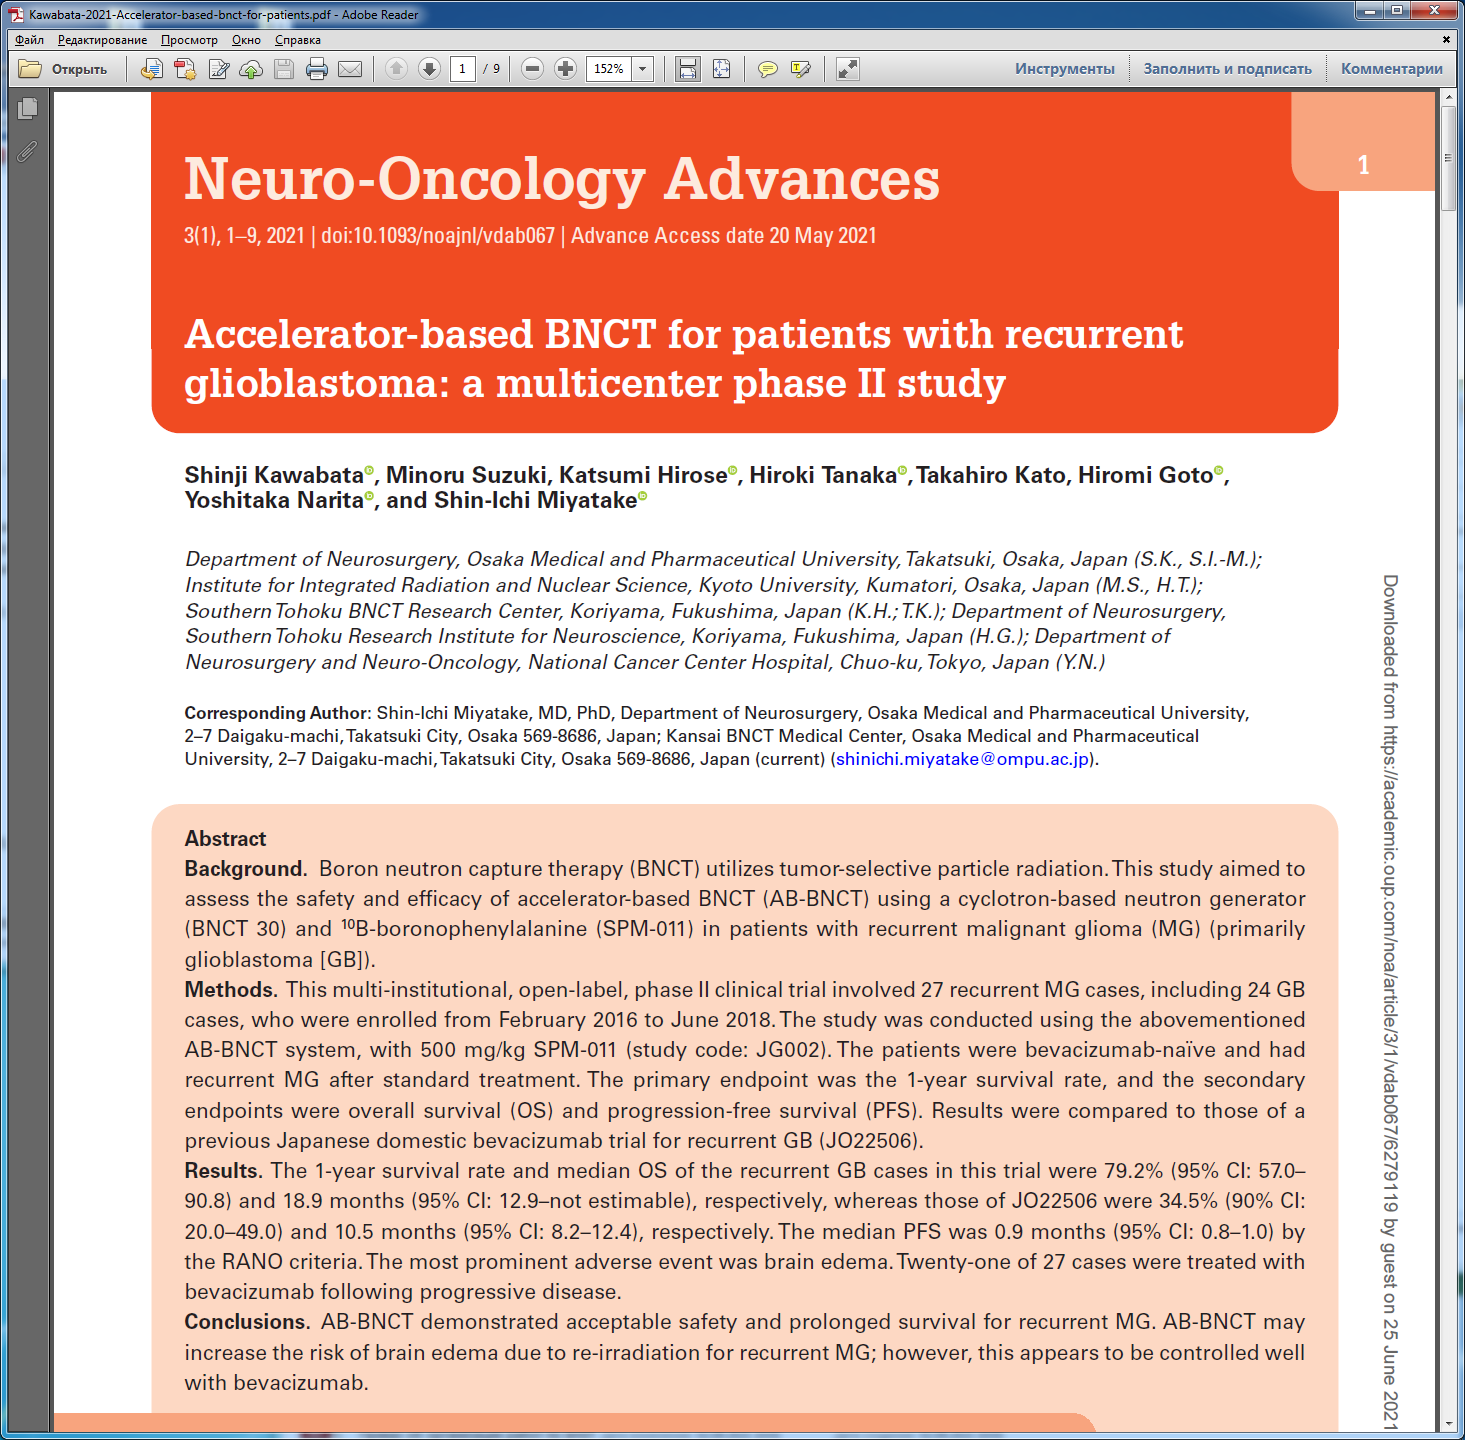 Kawabata-2021-Accelerator-based-bnct-for-patients.pdf - Adobe Reader
Файл Редактирование Просмотр Окно Справка
Открыть 1 / 9 152% Инструменты Заполнить и подписать Комментарии
1
Neuro-Oncology Advances
3(1), 1–9, 2021 | doi:10.1093/noajnl/vdab067 | Advance Access date 20 May 2021
Accelerator-based BNCT for patients with recurrent
glioblastoma: a multicenter phase II study
Shinji Kawabata, Minoru Suzuki, Katsumi Hirose, Hiroki Tanaka, Takahiro Kato, Hiromi Goto,
Yoshitaka Narita, and Shin-Ichi Miyatake
Department of Neurosurgery, Osaka Medical and Pharmaceutical University, Takatsuki, Osaka, Japan (S.K., S.I.-M.);
Institute for Integrated Radiation and Nuclear Science, Kyoto University, Kumatori, Osaka, Japan (M.S., H.T.);
Southern Tohoku BNCT Research Center, Koriyama, Fukushima, Japan (K.H.; T.K.); Department of Neurosurgery,
Southern Tohoku Research Institute for Neuroscience, Koriyama, Fukushima, Japan (H.G.); Department of
Neurosurgery and Neuro-Oncology, National Cancer Center Hospital, Chuo-ku, Tokyo, Japan (Y.N.)
Corresponding Author: Shin-Ichi Miyatake, MD, PhD, Department of Neurosurgery, Osaka Medical and Pharmaceutical University,
2–7 Daigaku-machi, Takatsuki City, Osaka 569-8686, Japan; Kansai BNCT Medical Center, Osaka Medical and Pharmaceutical
University, 2–7 Daigaku-machi, Takatsuki City, Osaka 569-8686, Japan (current) (shinichi.miyatake@ompu.ac.jp).
Abstract
Background. Boron neutron capture therapy (BNCT) utilizes tumor-selective particle radiation. This study aimed to
assess the safety and efficacy of accelerator-based BNCT (AB-BNCT) using a cyclotron-based neutron generator
(BNCT 30) and ¹⁰B-boronophenylalanine (SPM-011) in patients with recurrent malignant glioma (MG) (primarily
glioblastoma [GB]).
Methods. This multi-institutional, open-label, phase II clinical trial involved 27 recurrent MG cases, including 24 GB
cases, who were enrolled from February 2016 to June 2018. The study was conducted using the abovementioned
AB-BNCT system, with 500 mg/kg SPM-011 (study code: JG002). The patients were bevacizumab-naïve and had
recurrent MG after standard treatment. The primary endpoint was the 1-year survival rate, and the secondary
endpoints were overall survival (OS) and progression-free survival (PFS). Results were compared to those of a
previous Japanese domestic bevacizumab trial for recurrent GB (JO22506).
Results. The 1-year survival rate and median OS of the recurrent GB cases in this trial were 79.2% (95% CI: 57.0–
90.8) and 18.9 months (95% CI: 12.9–not estimable), respectively, whereas those of JO22506 were 34.5% (90% CI:
20.0–49.0) and 10.5 months (95% CI: 8.2–12.4), respectively. The median PFS was 0.9 months (95% CI: 0.8–1.0) by
the RANO criteria. The most prominent adverse event was brain edema. Twenty-one of 27 cases were treated with
bevacizumab following progressive disease.
Conclusions. AB-BNCT demonstrated acceptable safety and prolonged survival for recurrent MG. AB-BNCT may
increase the risk of brain edema due to re-irradiation for recurrent MG; however, this appears to be controlled well
with bevacizumab.
Downloaded from https://academic.oup.com/noa/article/3/1/vdab067/6279119 by guest on 25 June 2021